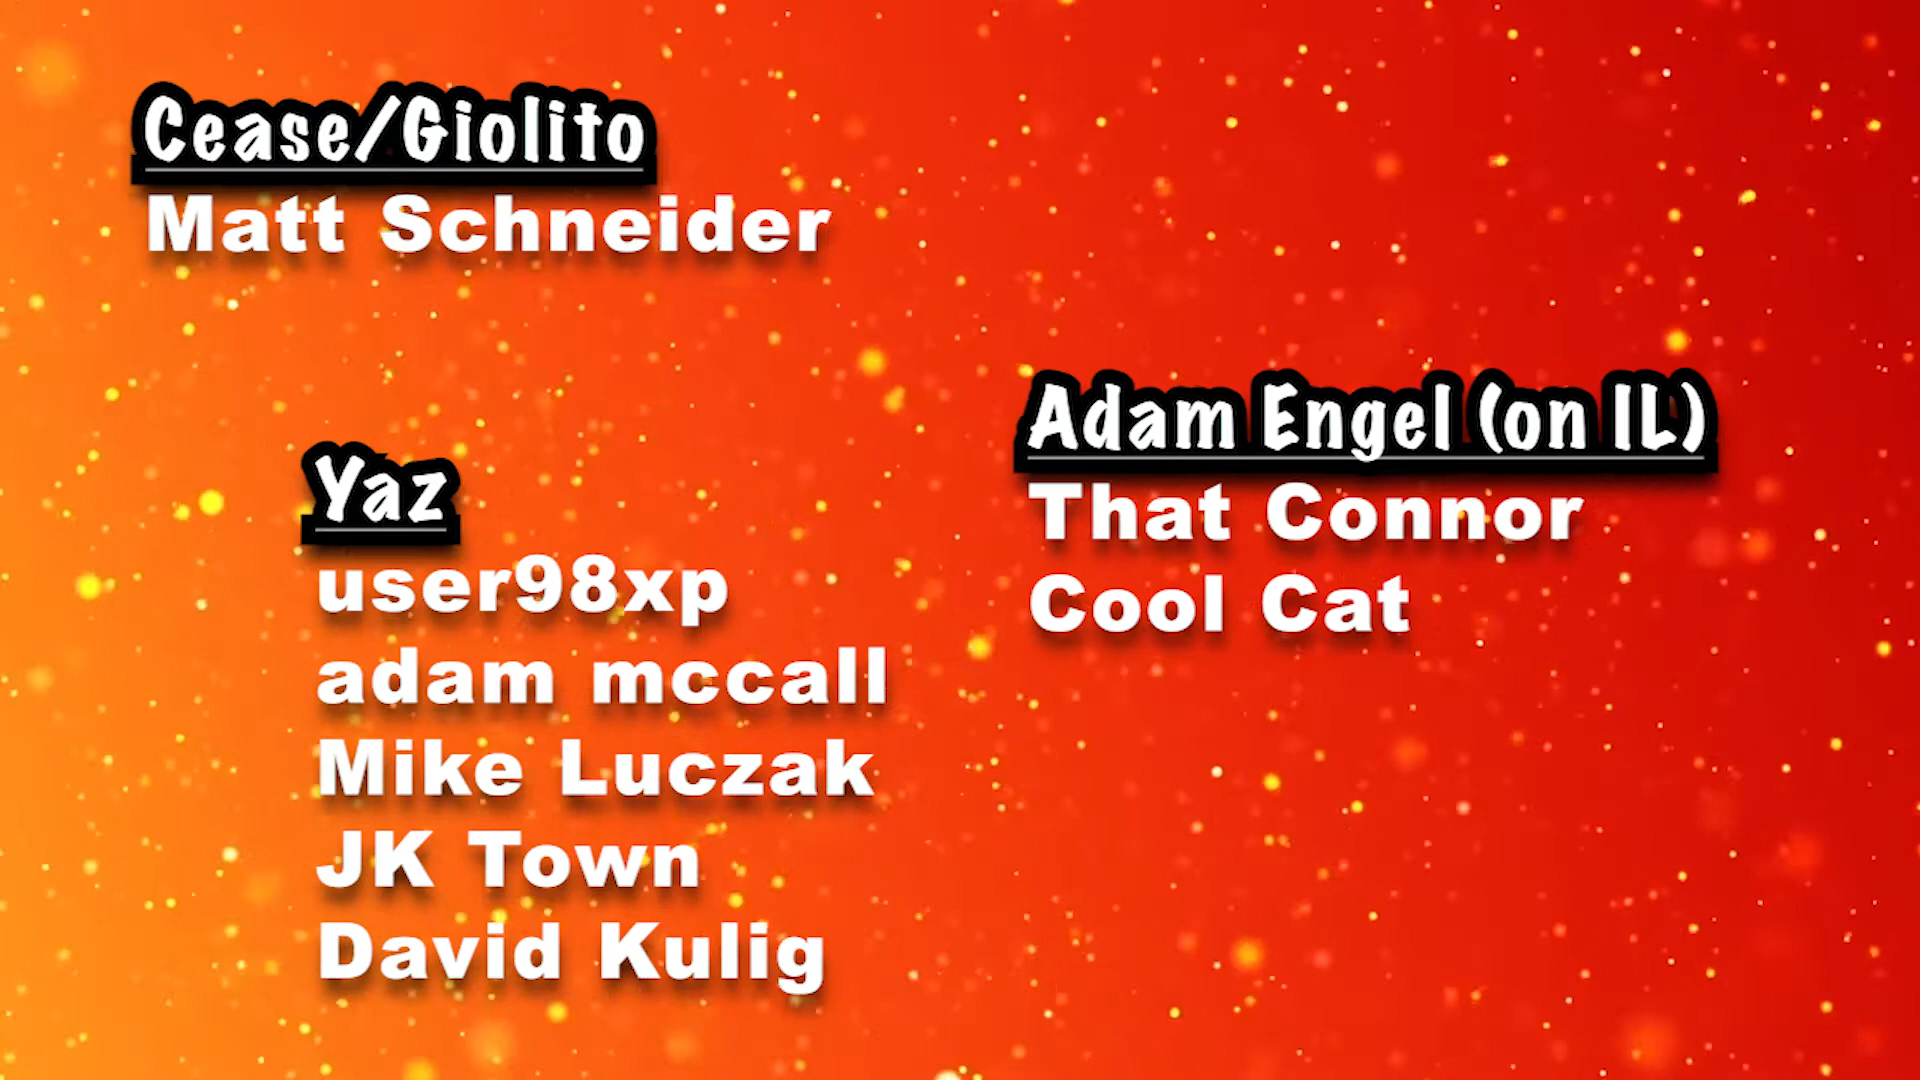 Cease/Giolito
Matt Schneider
Yaz
user98xp
adam mccall
Mike Luczak
JK Town
David Kulig
Adam Engel (on IL)
That Connor
Cool Cat